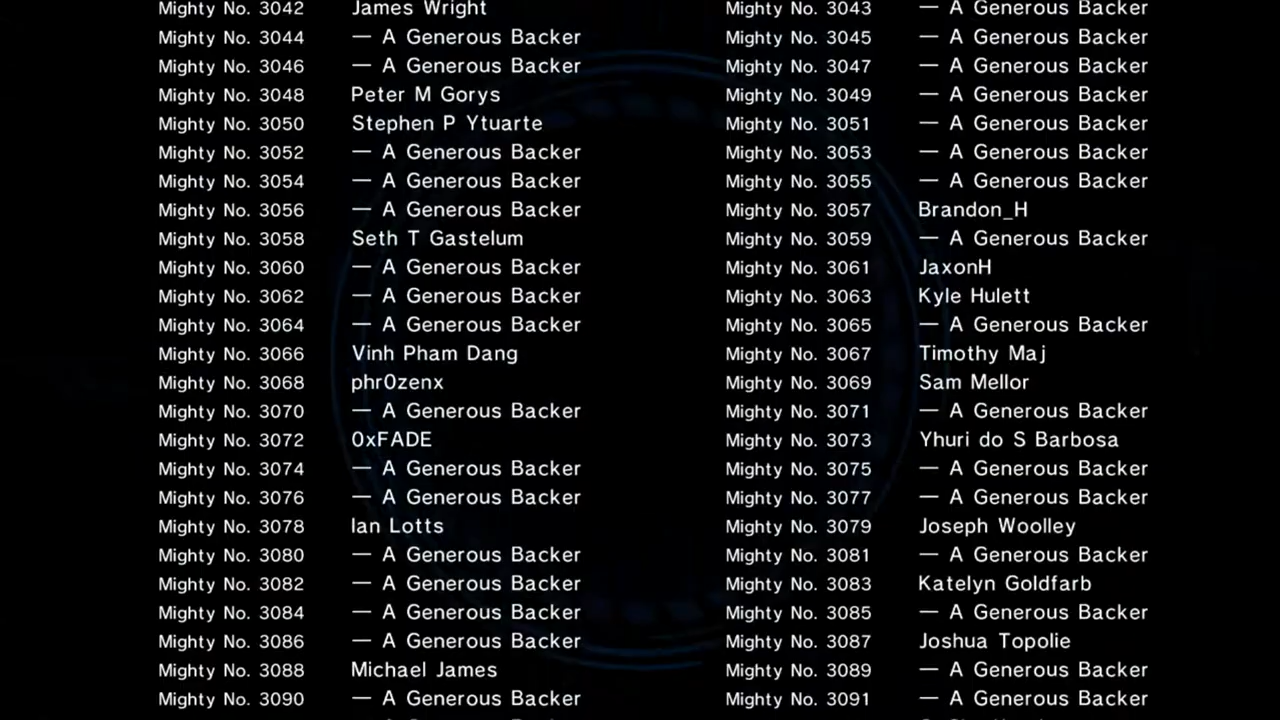 Mighty No. 3042 James Wright Mighty No. 3043 — A Generous Backer
Mighty No. 3044 — A Generous Backer Mighty No. 3045 — A Generous Backer
Mighty No. 3046 — A Generous Backer Mighty No. 3047 — A Generous Backer
Mighty No. 3048 Peter M Gorys Mighty No. 3049 — A Generous Backer
Mighty No. 3050 Stephen P Ytuarte Mighty No. 3051 — A Generous Backer
Mighty No. 3052 — A Generous Backer Mighty No. 3053 — A Generous Backer
Mighty No. 3054 — A Generous Backer Mighty No. 3055 — A Generous Backer
Mighty No. 3056 — A Generous Backer Mighty No. 3057 Brandon_H
Mighty No. 3058 Seth T Gastelum Mighty No. 3059 — A Generous Backer
Mighty No. 3060 — A Generous Backer Mighty No. 3061 JaxonH
Mighty No. 3062 — A Generous Backer Mighty No. 3063 Kyle Hulett
Mighty No. 3064 — A Generous Backer Mighty No. 3065 — A Generous Backer
Mighty No. 3066 Vinh Pham Dang Mighty No. 3067 Timothy Maj
Mighty No. 3068 phr0zenx Mighty No. 3069 Sam Mellor
Mighty No. 3070 — A Generous Backer Mighty No. 3071 — A Generous Backer
Mighty No. 3072 0xFADE Mighty No. 3073 Yhuri do S Barbosa
Mighty No. 3074 — A Generous Backer Mighty No. 3075 — A Generous Backer
Mighty No. 3076 — A Generous Backer Mighty No. 3077 — A Generous Backer
Mighty No. 3078 Ian Lotts Mighty No. 3079 Joseph Woolley
Mighty No. 3080 — A Generous Backer Mighty No. 3081 — A Generous Backer
Mighty No. 3082 — A Generous Backer Mighty No. 3083 Katelyn Goldfarb
Mighty No. 3084 — A Generous Backer Mighty No. 3085 — A Generous Backer
Mighty No. 3086 — A Generous Backer Mighty No. 3087 Joshua Topolie
Mighty No. 3088 Michael James Mighty No. 3089 — A Generous Backer
Mighty No. 3090 — A Generous Backer Mighty No. 3091 — A Generous Backer